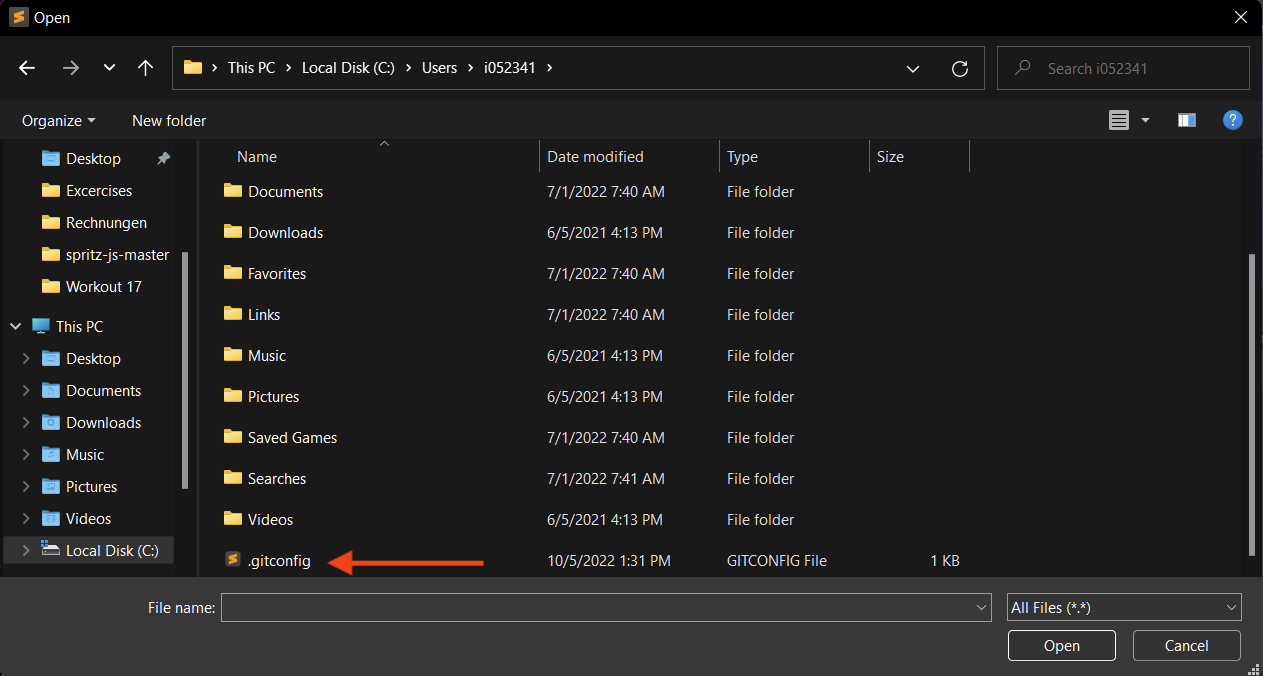 Open
This PC Local Disk (C:) Users i052341
Search i052341
Organize New folder
Desktop
Excercises
Rechnungen
spritz-js-master
Workout 17
This PC
Desktop
Documents
Downloads
Music
Pictures
Videos
Local Disk (C:)
Name Date modified Type Size
Documents 7/1/2022 7:40 AM File folder
Downloads 6/5/2021 4:13 PM File folder
Favorites 7/1/2022 7:40 AM File folder
Links 7/1/2022 7:40 AM File folder
Music 6/5/2021 4:13 PM File folder
Pictures 6/5/2021 4:13 PM File folder
Saved Games 7/1/2022 7:40 AM File folder
Searches 7/1/2022 7:41 AM File folder
Videos 6/5/2021 4:13 PM File folder
.gitconfig 10/5/2022 1:31 PM GITCONFIG File 1 KB
File name: All Files (*.*)
Open Cancel